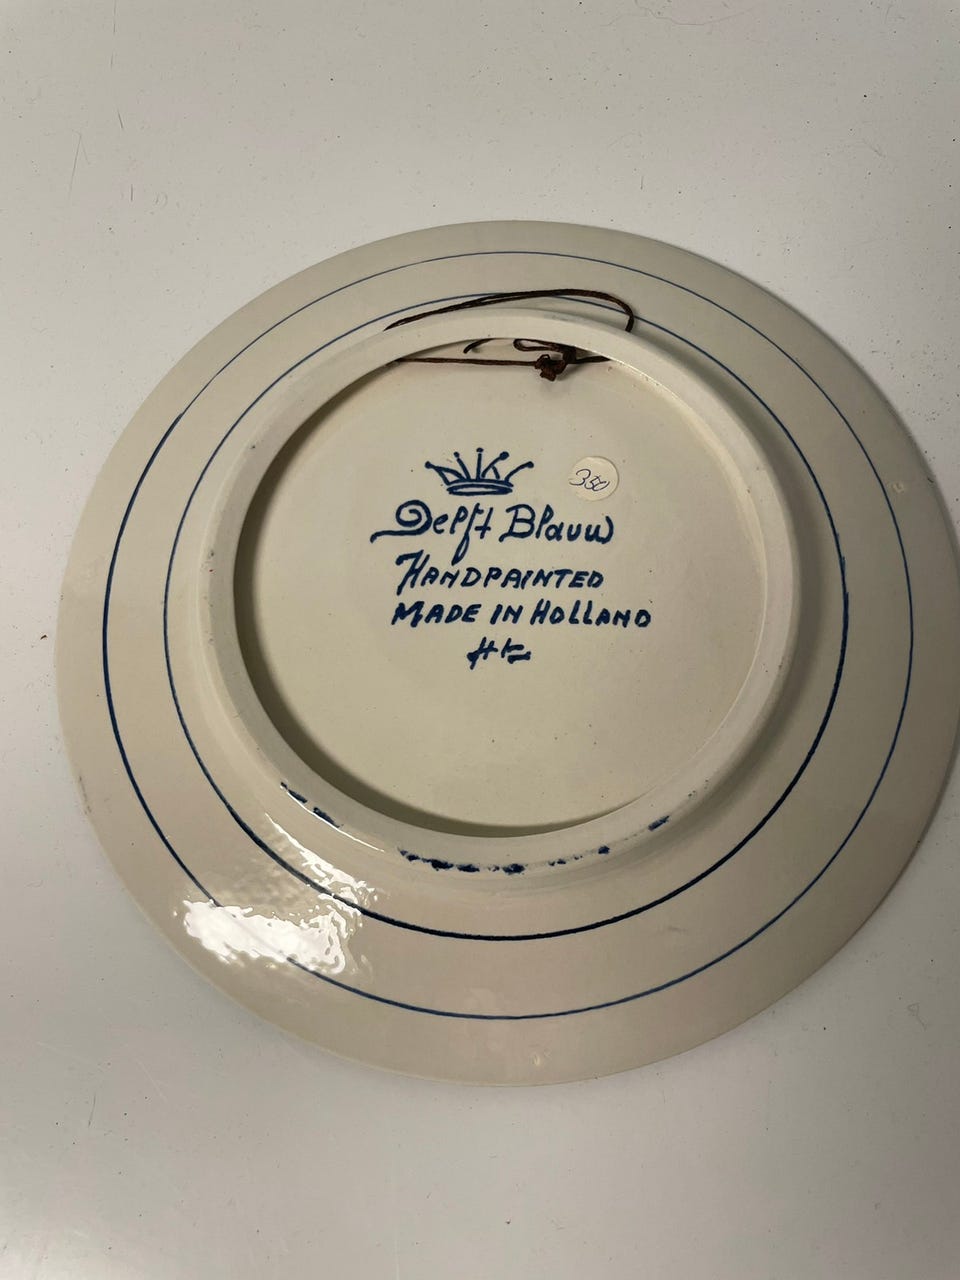 350
Delft Blauw
HANDPAINTED
MADE IN HOLLAND